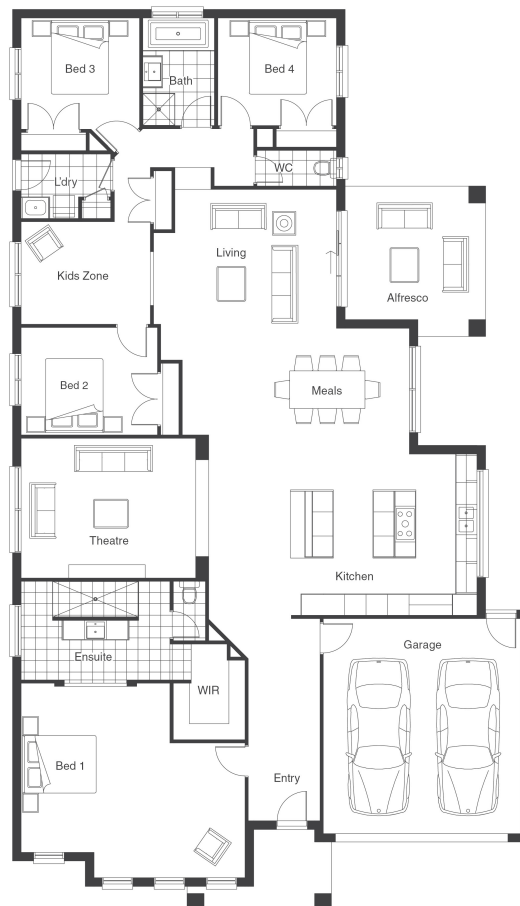 Bed 3
Bath
Bed 4
L'dry
WC
Living
Kids Zone
Alfresco
Bed 2
Meals
Theatre
Kitchen
Ensuite
Garage
WIR
Bed 1
Entry